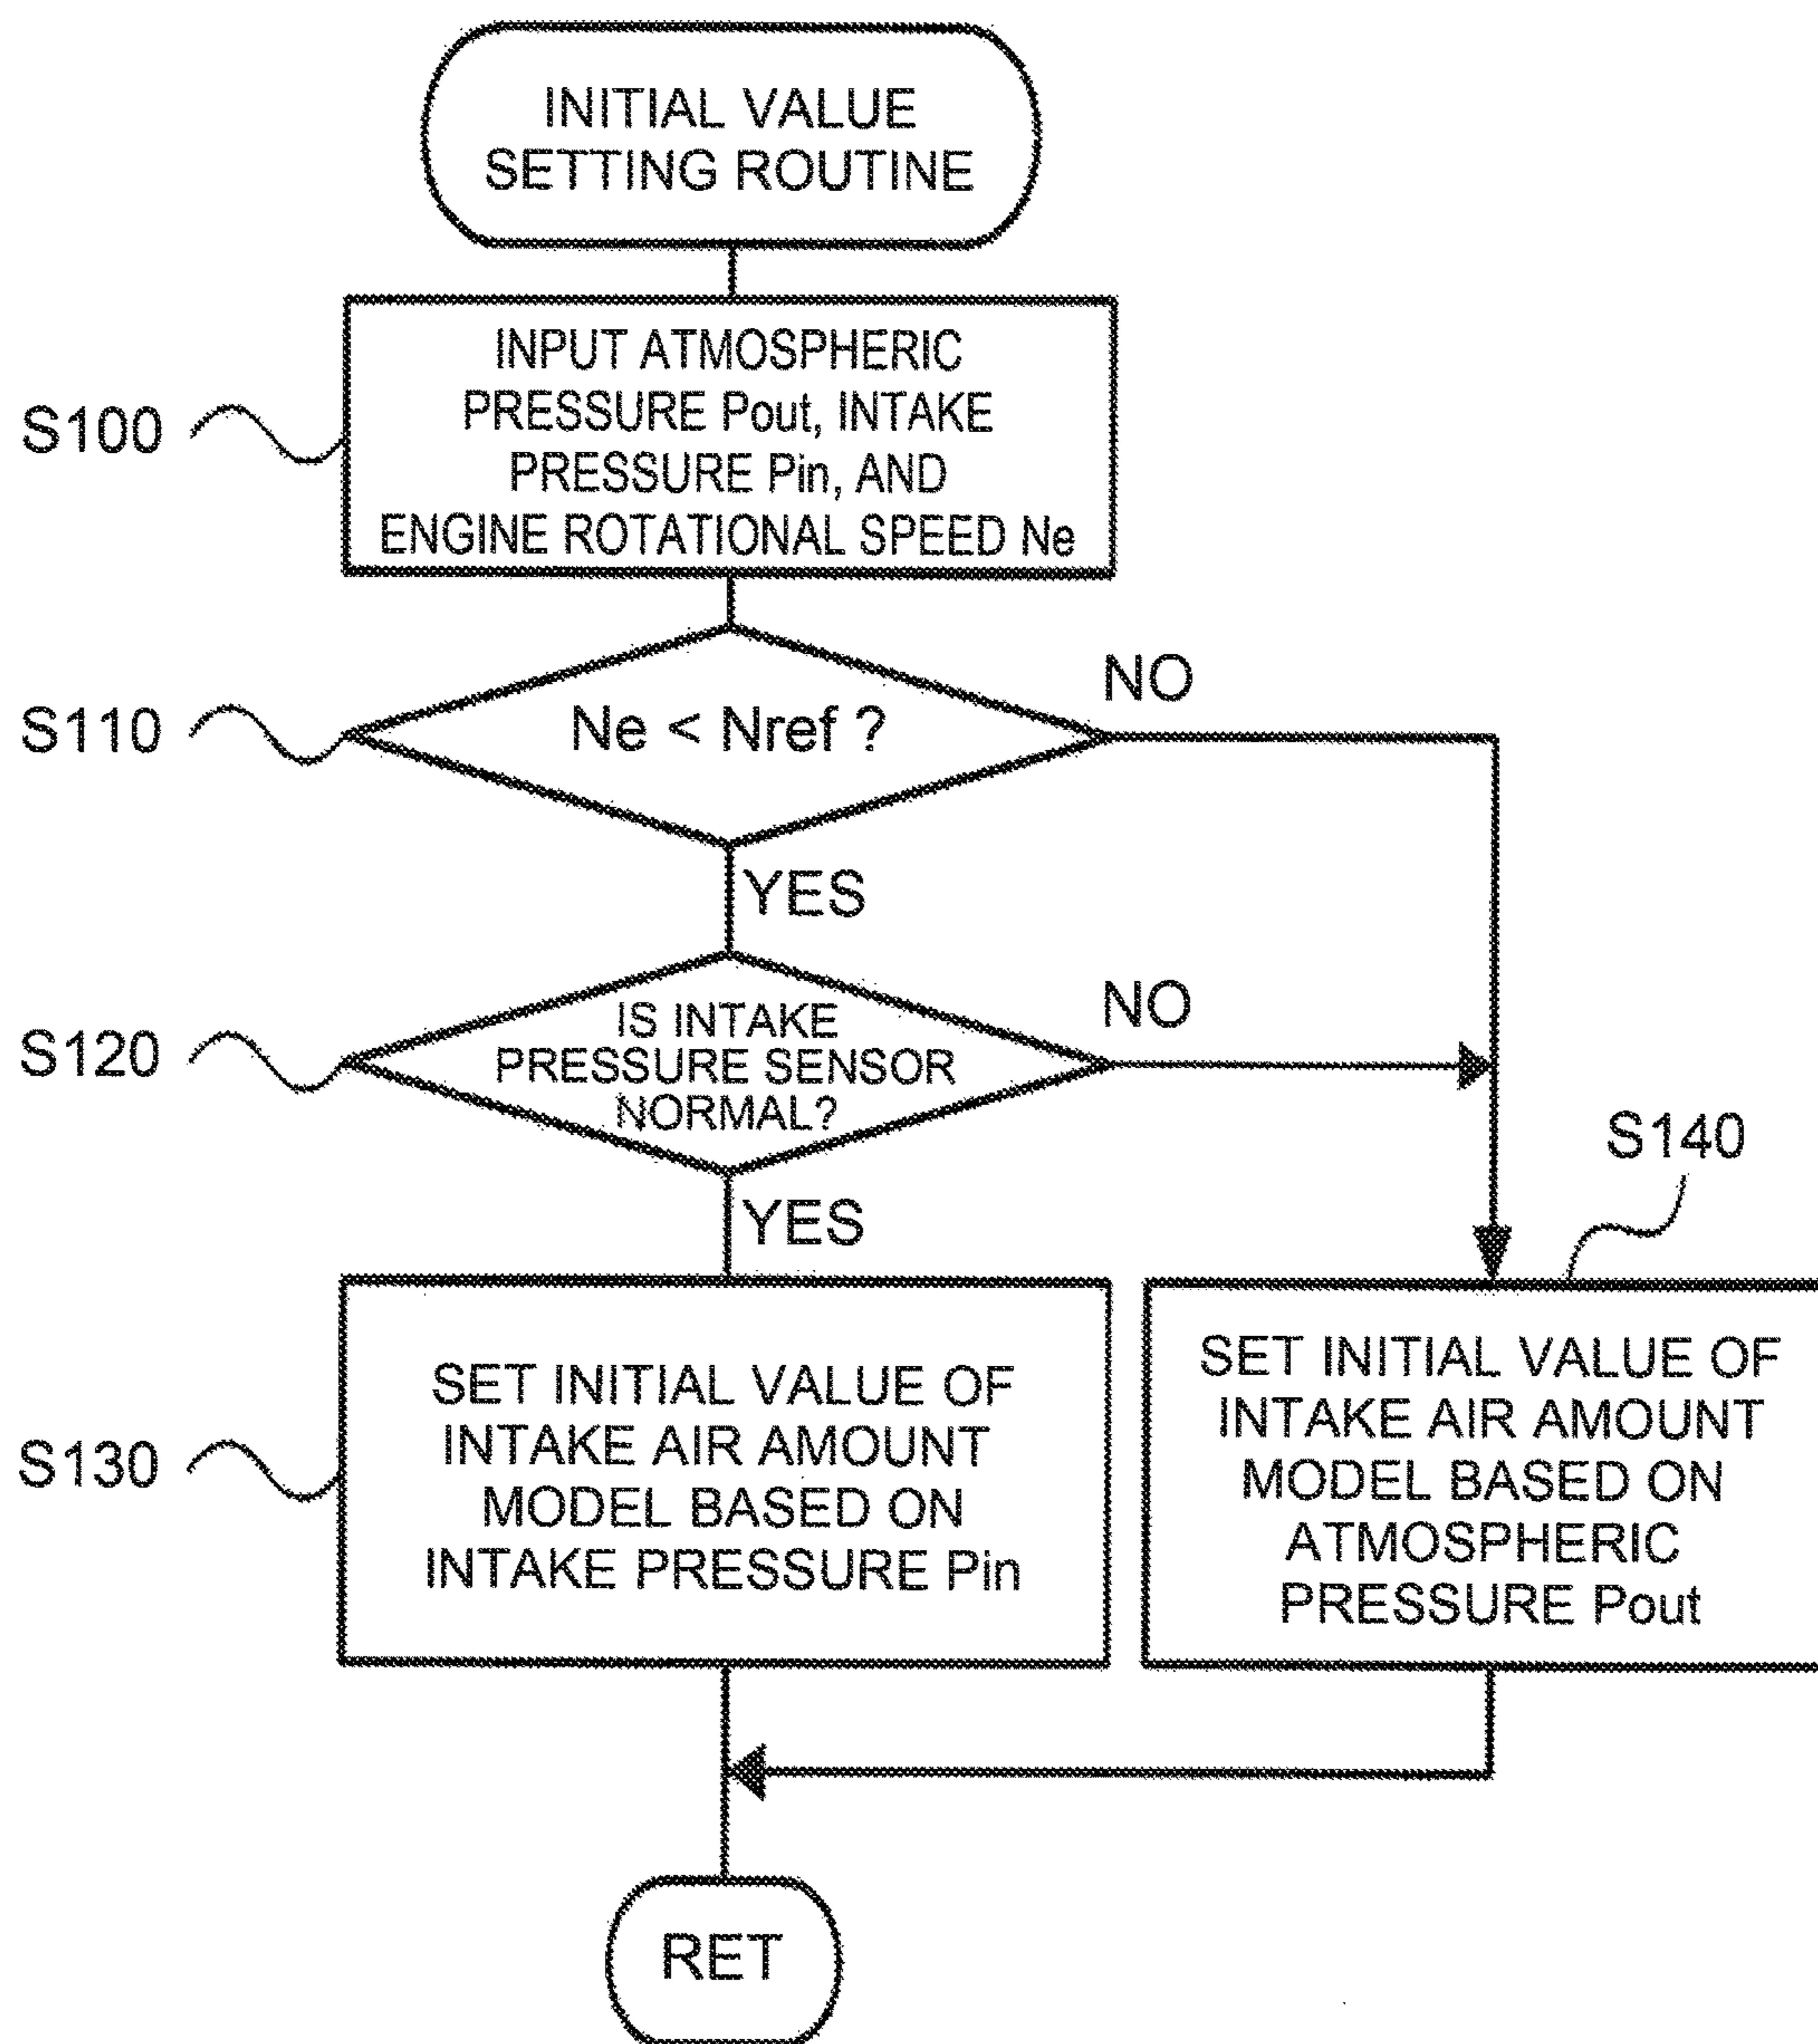 INITIAL VALUE
SETTING ROUTINE
S100
INPUT ATMOSPHERIC
PRESSURE Pout, INTAKE
PRESSURE Pin, AND
ENGINE ROTATIONAL SPEED Ne
S110
Ne < Nref ?
NO
YES
S120
IS INTAKE
PRESSURE SENSOR
NORMAL?
NO
YES
S130
SET INITIAL VALUE OF
INTAKE AIR AMOUNT
MODEL BASED ON
INTAKE PRESSURE Pin
S140
SET INITIAL VALUE OF
INTAKE AIR AMOUNT
MODEL BASED ON
ATMOSPHERIC
PRESSURE Pout
RET